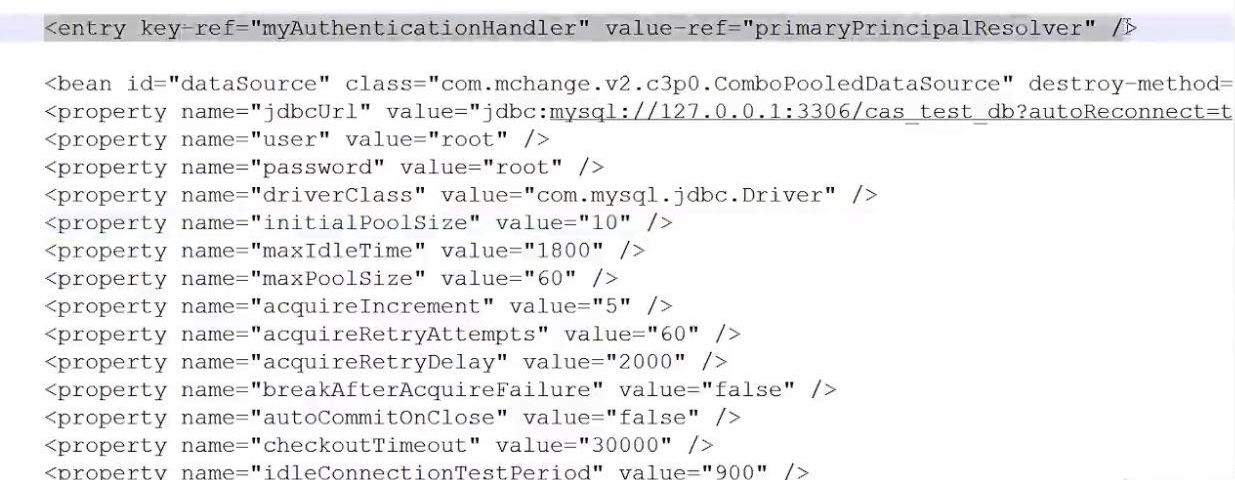 <entry key-ref="myAuthenticationHandler" value-ref="primaryPrincipalResolver" />
<bean id="dataSource" class="com.mchange.v2.c3p0.ComboPooledDataSource" destroy-method=
<property name="jdbcUrl" value="jdbc:mysql://127.0.0.1:3306/cas_test_db?autoReconnect=t
<property name="user" value="root" />
<property name="password" value="root" />
<property name="driverClass" value="com.mysql.jdbc.Driver" />
<property name="initialPoolSize" value="10" />
<property name="maxIdleTime" value="1800" />
<property name="maxPoolSize" value="60" />
<property name="acquireIncrement" value="5" />
<property name="acquireRetryAttempts" value="60" />
<property name="acquireRetryDelay" value="2000" />
<property name="breakAfterAcquireFailure" value="false" />
<property name="autoCommitOnClose" value="false" />
<property name="checkoutTimeout" value="30000" />
<property name="idleConnectionTestPeriod" value="900" />